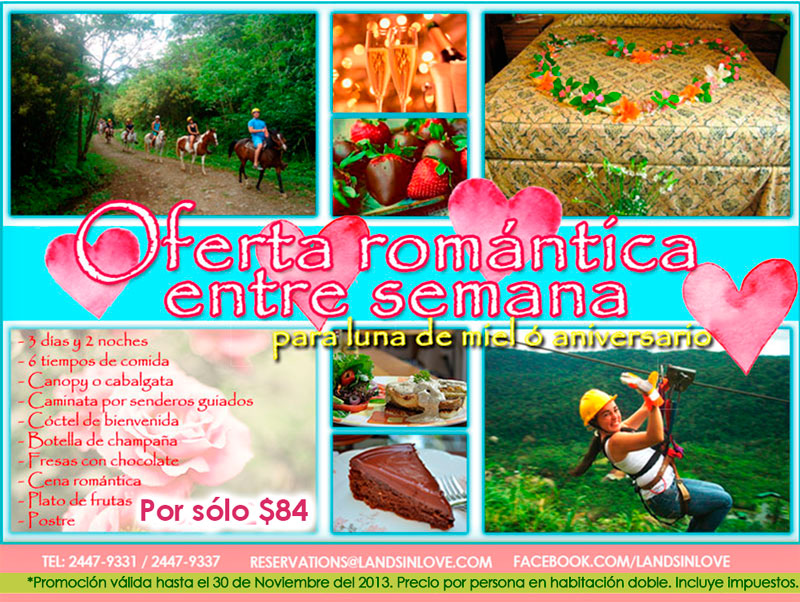 Oferta romántica
entre semana
para luna de miel ó aniversario
- 3 días y 2 noches
- 6 tiempos de comida
- Canopy o cabalgata
- Caminata por senderos guiados
- Cóctel de bienvenida
- Botella de champaña
- Fresas con chocolate
- Cena romántica
- Plato de frutas
- Postre
Por sólo $84
TEL: 2447-9331 / 2447-9337 RESERVATIONS@LANDSINLOVE.COM FACEBOOK.COM/LANDSINLOVE
*Promoción válida hasta el 30 de Noviembre del 2013. Precio por persona en habitación doble. Incluye impuestos.